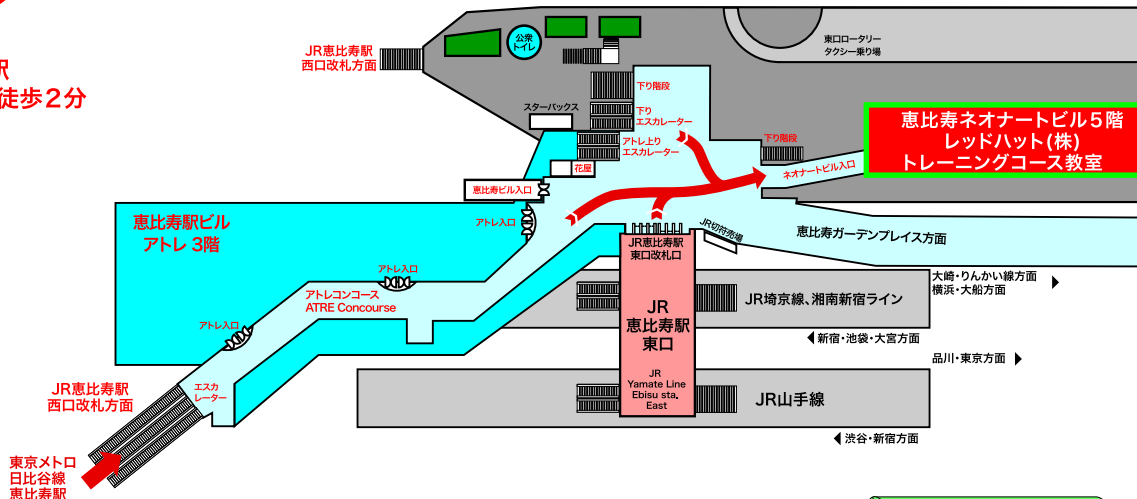 駅
徒歩２分
JR恵比寿駅
西口改札方面
公衆
トイレ
東口ロータリー
タクシー乗り場
下り階段
スターバックス
下り
エスカレーター
アトレ上り
エスカレーター
下り階段
恵比寿ネオナートビル５階
レッドハット(株)
トレーニングコース教室
ネオナートビル入口
花屋
恵比寿ビル入口
恵比寿駅ビル
アトレ 3階
アトレ入口
JR切符売場
恵比寿ガーデンプレイス方面
JR恵比寿駅
東口改札口
アトレ入口
アトレコンコース
ATRE Concourse
大崎・りんかい線方面
横浜・大船方面
JR埼京線、湘南新宿ライン
JR
恵比寿駅
東口
アトレ入口
新宿・池袋・大宮方面
品川・東京方面
JR
Yamate Line
Ebisu sta.
East
JR山手線
JR恵比寿駅
西口改札方面
エスカ
レーター
渋谷・新宿方面
東京メトロ
日比谷線
恵比寿駅